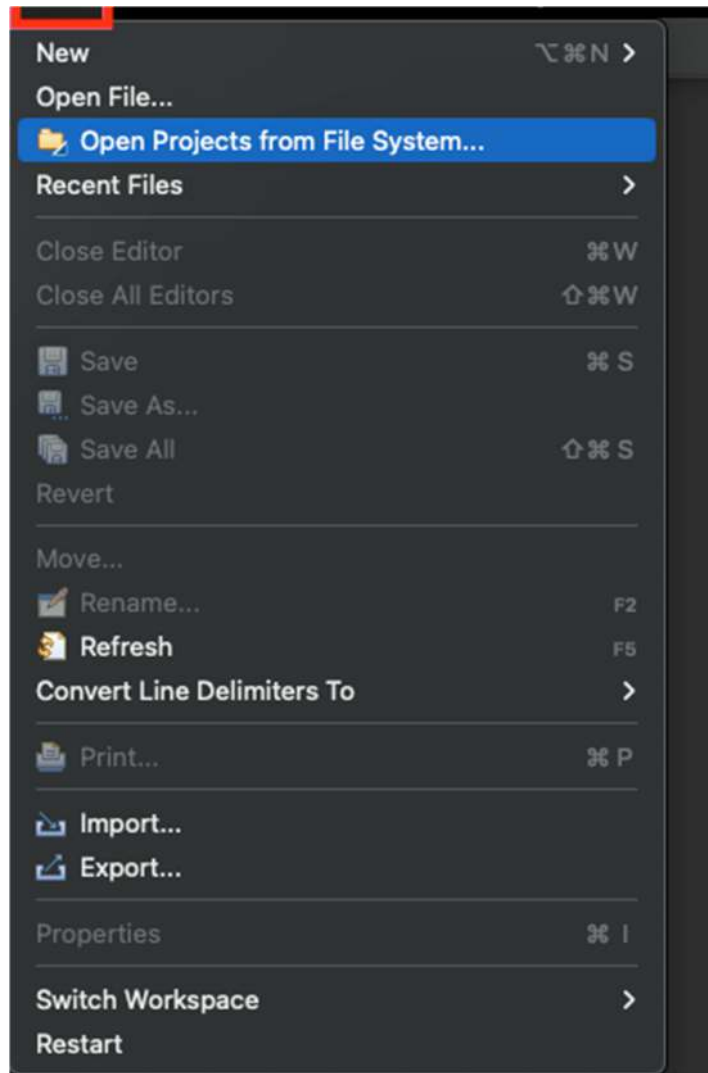 New ⌥⌘N >
Open File...
Open Projects from File System...
Recent Files >
Close Editor ⌘W
Close All Editors ⇧⌘W
Save ⌘ S
Save As...
Save All ⇧⌘ S
Revert
Move...
Rename... F2
Refresh F5
Convert Line Delimiters To >
Print... ⌘ P
Import...
Export...
Properties ⌘ I
Switch Workspace >
Restart